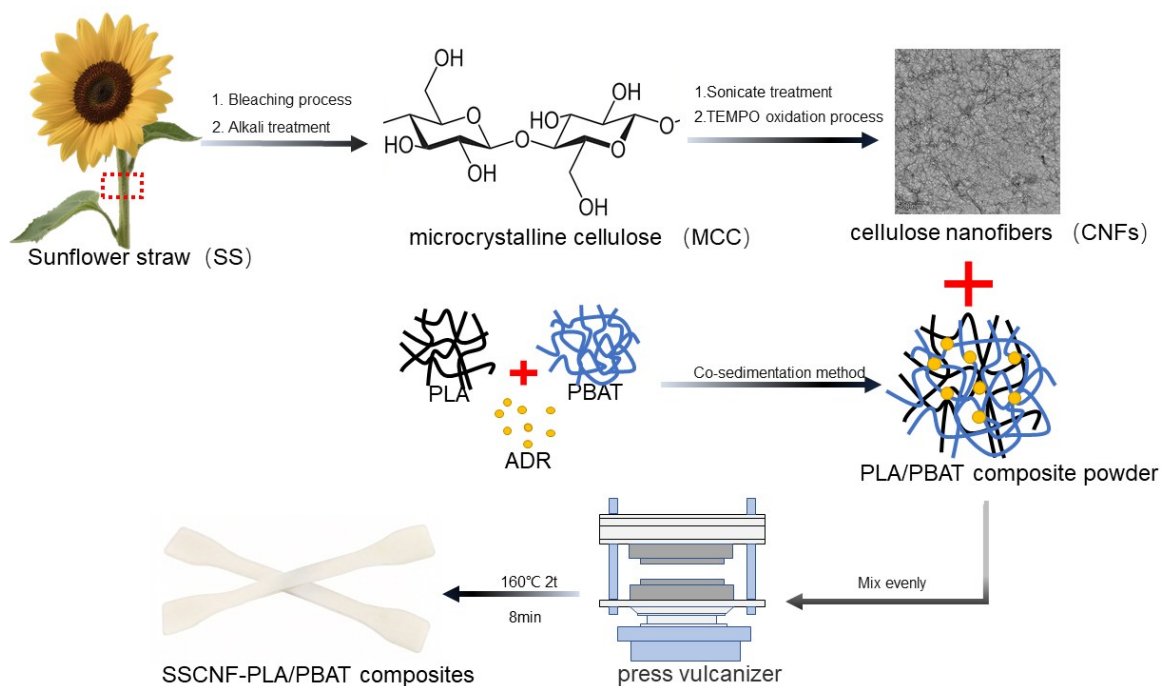 1. Bleaching process
2. Alkali treatment
OH
O
HO
OH
O
OH
HO
O
O
OH
1.Sonicate treatment
2.TEMPO oxidation process
Sunflower straw（SS）
microcrystalline cellulose（MCC）
cellulose nanofibers（CNFs）
PLA
PBAT
ADR
Co-sedimentation method
PLA/PBAT composite powder
Mix evenly
press vulcanizer
160℃ 2t
8min
SSCNF-PLA/PBAT composites